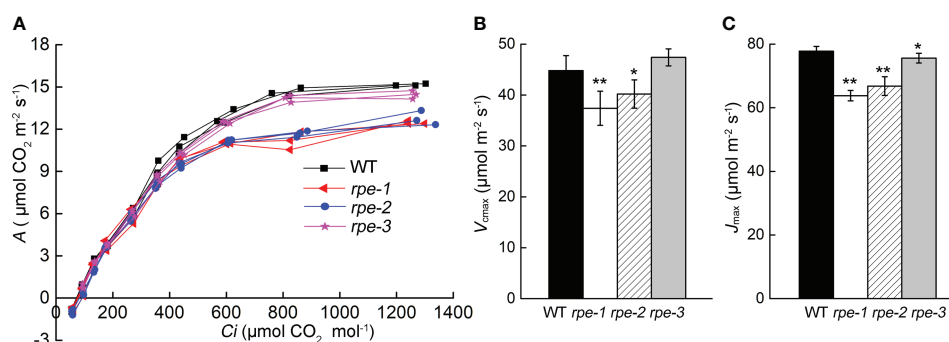 A
18
15
12
9
6
3
0
-3
A ( μmol CO2 m-2 s-1)
0 200 400 600 800 1000 1200 1400
Ci (μmol CO2 mol-1)
WT
rpe-1
rpe-2
rpe-3
B
50
40
30
20
10
0
Vcmax (μmol m-2 s-1)
**
*
WT rpe-1 rpe-2 rpe-3
C
80
60
40
20
0
Jmax (μmol m-2 s-1)
**
**
*
WT rpe-1 rpe-2 rpe-3